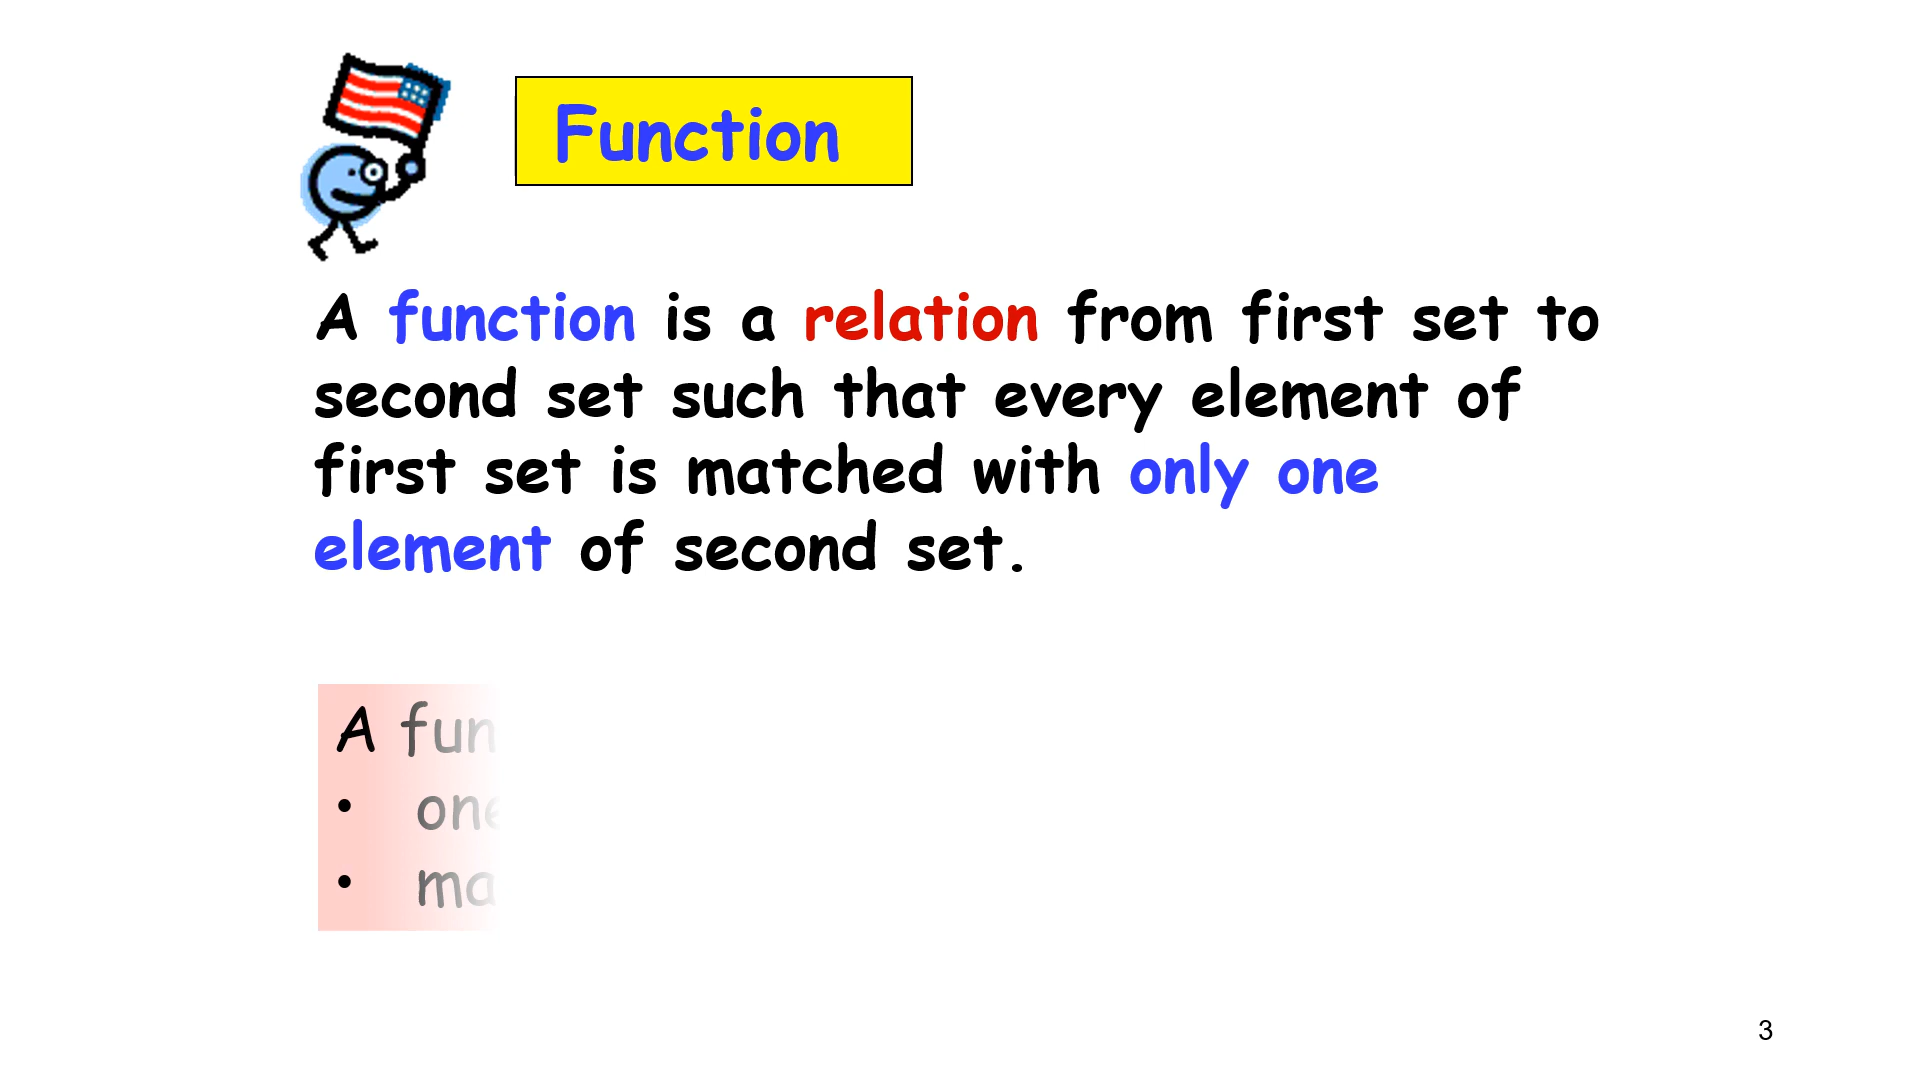 Function
A function is a relation from first set to
second set such that every element of
first set is matched with only one
element of second set.
A
3